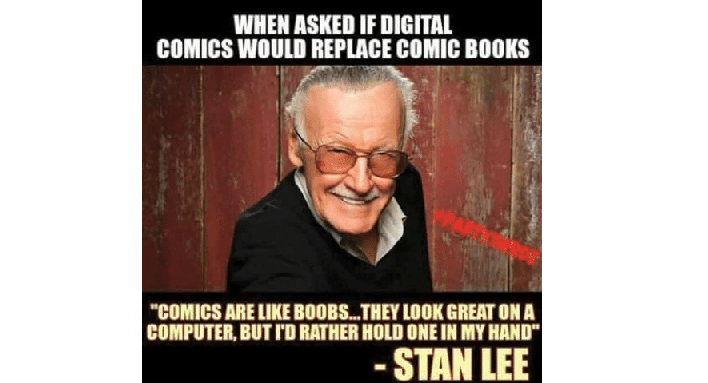 WHEN ASKED IF DIGITAL
COMICS WOULD REPLACE COMIC BOOKS
"COMICS ARE LIKE BOOBS...THEY LOOK GREAT ON A
COMPUTER, BUT I'D RATHER HOLD ONE IN MY HAND"
- STAN LEE